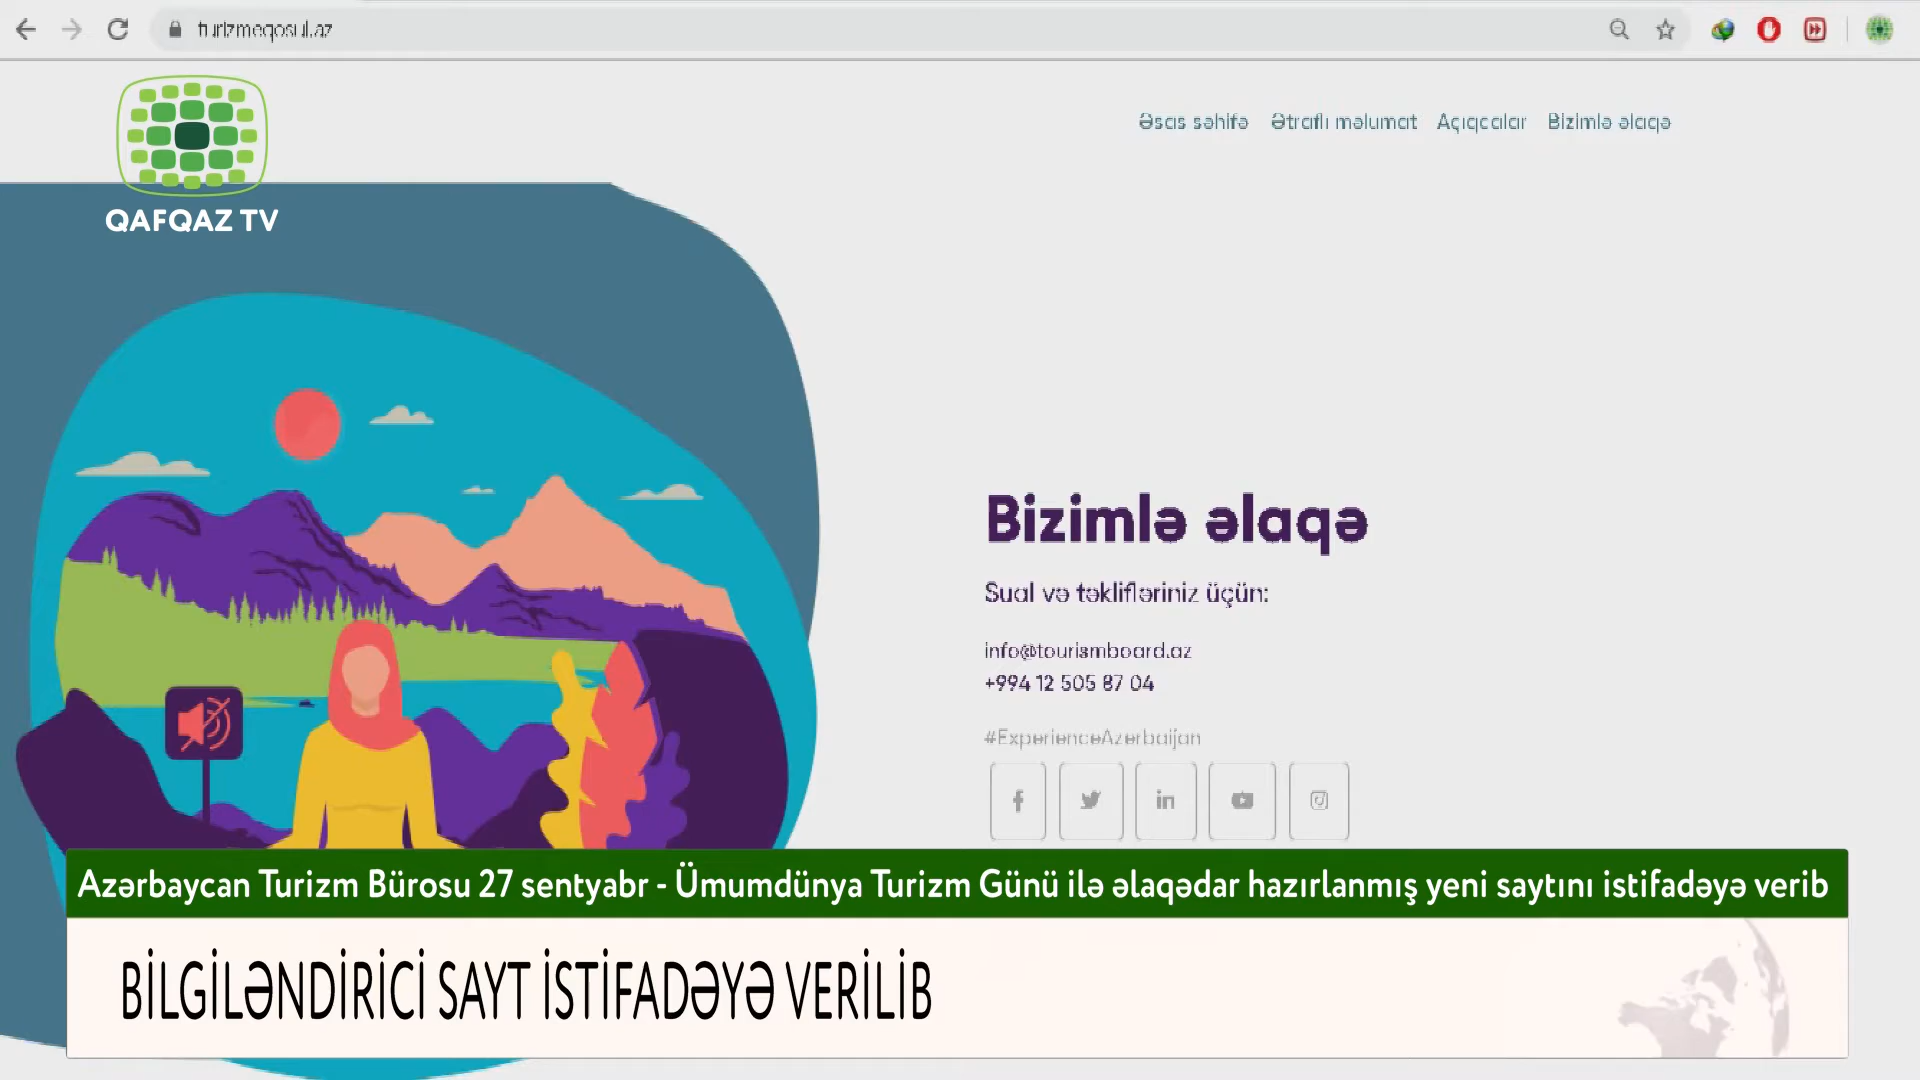 turizmeqosul.az
QAFQAZ TV
Əsas səhifə Ətraflı məlumat Açıqcalar Bizimlə əlaqə
Bizimlə əlaqə
Sual və təklifləriniz üçün:
info@tourismboard.az
+994 12 505 87 04
#ExperienceAzerbaijan
Azərbaycan Turizm Bürosu 27 sentyabr - Ümumdünya Turizm Günü ilə əlaqədar hazırlanmış yeni saytını istifadəyə verib
BİLGİLƏNDİRİCİ SAYT İSTİFADƏYƏ VERİLİB